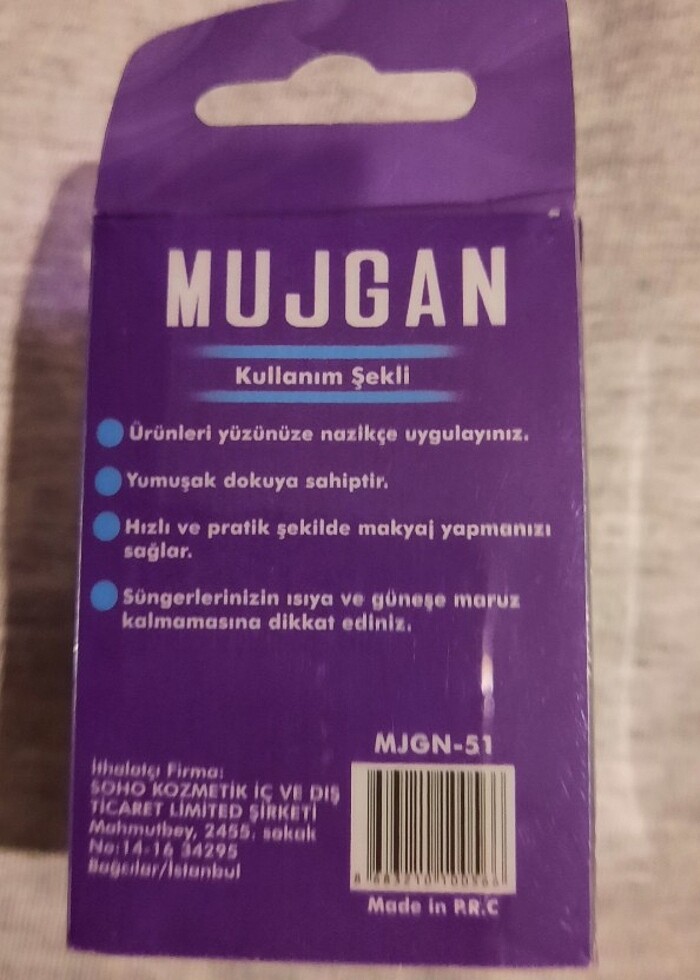 MUJGAN
Kullanım Şekli
Ürünleri yüzünüze nazikçe uygulayınız.
Yumuşak dokuya sahiptir.
Hızlı ve pratik şekilde makyaj yapmanızı
sağlar.
Süngerlerinizin ısıya ve güneşe maruz
kalmamasına dikkat ediniz.
MJGN-51
İthalatçı Firma:
SOHO KOZMETİK İÇ VE DIŞ
TİCARET LİMİTED ŞİRKETİ
Mahmutbey, 2455. sokak
No:14-16 34295
Bağcılar/İstanbul
Made in P.R.C